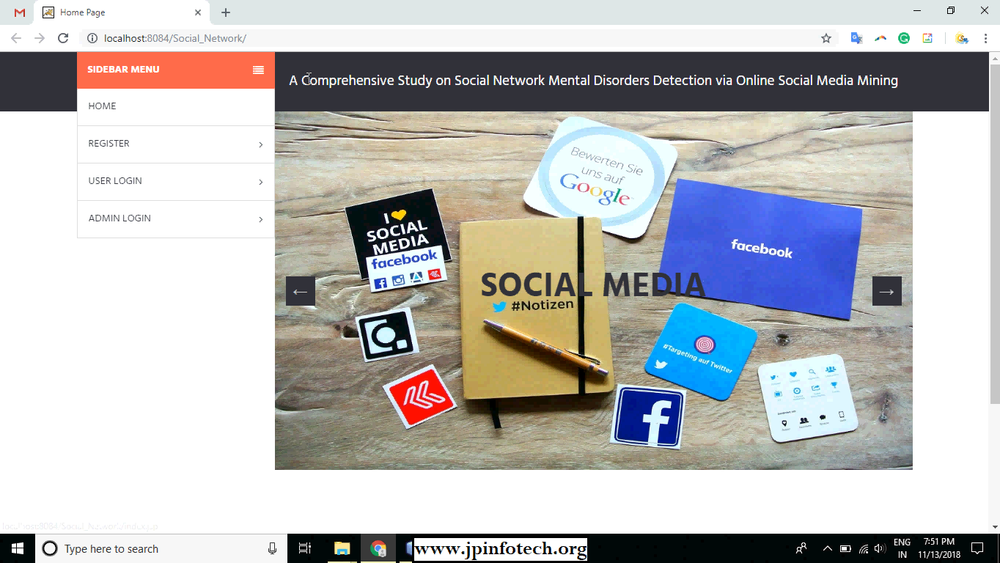 Home Page
localhost:8084/Social_Network/
SIDEBAR MENU
A Comprehensive Study on Social Network Mental Disorders Detection via Online Social Media Mining
HOME
REGISTER
USER LOGIN
ADMIN LOGIN
Bewerten Sie
uns auf
Google
I
SOCIAL
MEDIA
facebook
facebook
SOCIAL MEDIA
#Notizen
#Targeting auf Twitter
localhost:8084/Social_Network/index.jsp
Type here to search
www.jpinfotech.org
ENG
IN
7:51 PM
11/13/2018